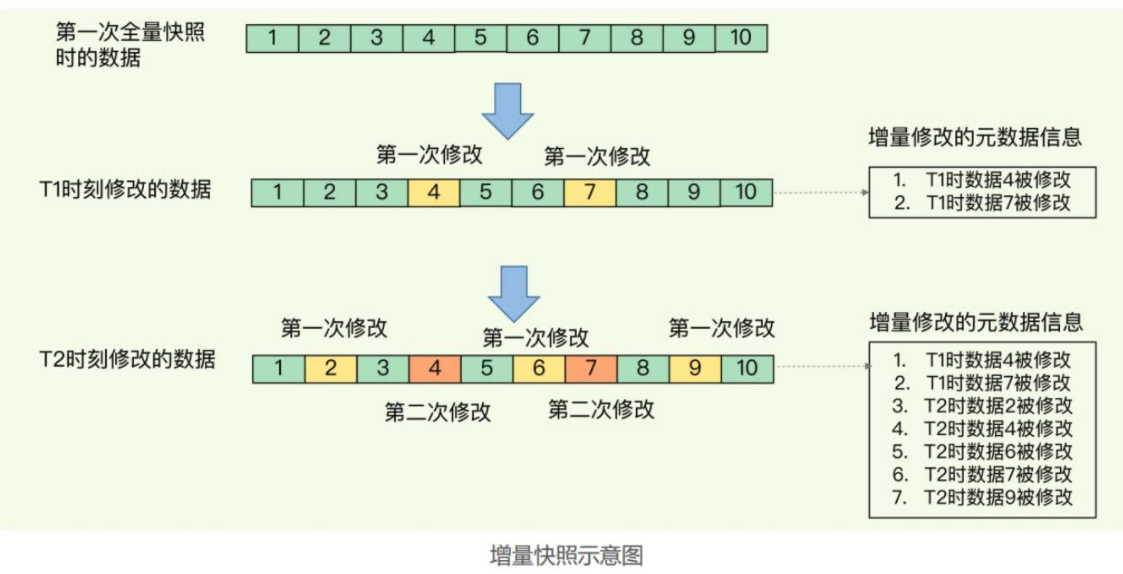 第一次全量快照
时的数据
1 2 3 4 5 6 7 8 9 10
第一次修改 第一次修改
增量修改的元数据信息
T1时刻修改的数据
1 2 3 4 5 6 7 8 9 10
1. T1时数据4被修改
2. T1时数据7被修改
第一次修改 第一次修改 第一次修改
增量修改的元数据信息
T2时刻修改的数据
1 2 3 4 5 6 7 8 9 10
第二次修改 第二次修改
1. T1时数据4被修改
2. T1时数据7被修改
3. T2时数据2被修改
4. T2时数据4被修改
5. T2时数据6被修改
6. T2时数据7被修改
7. T2时数据9被修改
增量快照示意图